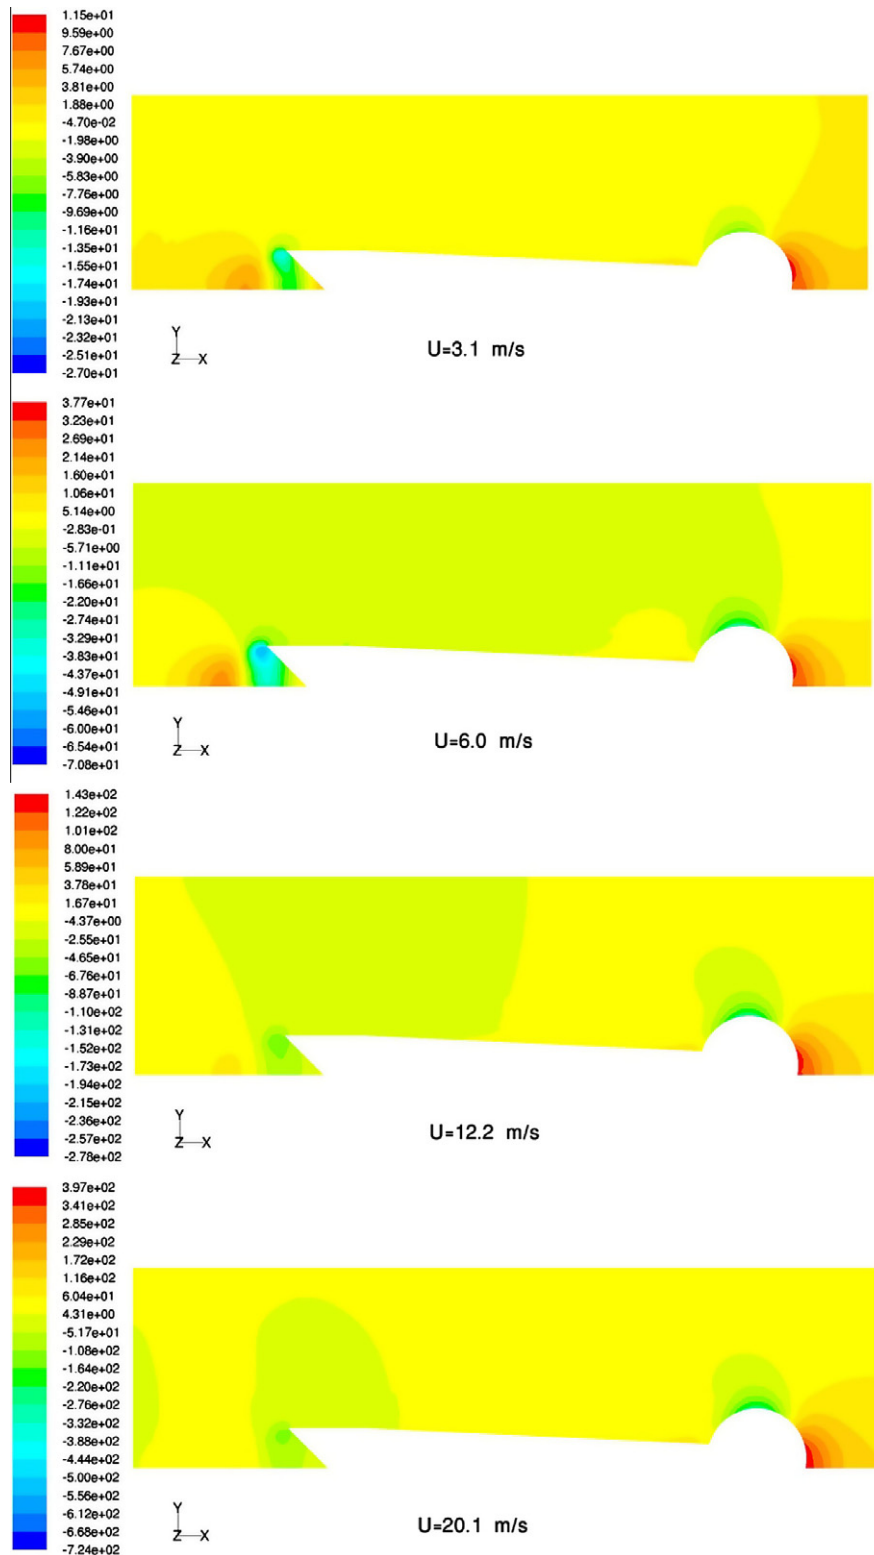 1.15e+01
9.59e+00
7.67e+00
5.74e+00
3.81e+00
1.88e+00
-4.70e-02
-1.98e+00
-3.90e+00
-5.83e+00
-7.76e+00
-9.69e+00
-1.16e+01
-1.35e+01
-1.55e+01
-1.74e+01
-1.93e+01
-2.13e+01
-2.32e+01
-2.51e+01
-2.70e+01
Y
Z X
U=3.1 m/s
3.77e+01
3.23e+01
2.69e+01
2.14e+01
1.60e+01
1.06e+01
5.14e+00
-2.83e-01
-5.71e+00
-1.11e+01
-1.66e+01
-2.20e+01
-2.74e+01
-3.29e+01
-3.83e+01
-4.37e+01
-4.91e+01
-5.46e+01
-6.00e+01
-6.54e+01
-7.08e+01
Y
Z X
U=6.0 m/s
1.43e+02
1.22e+02
1.01e+02
8.00e+01
5.89e+01
3.78e+01
1.67e+01
-4.37e+00
-2.55e+01
-4.65e+01
-6.76e+01
-8.87e+01
-1.10e+02
-1.31e+02
-1.52e+02
-1.73e+02
-1.94e+02
-2.15e+02
-2.36e+02
-2.57e+02
-2.78e+02
Y
Z X
U=12.2 m/s
3.97e+02
3.41e+02
2.85e+02
2.29e+02
1.72e+02
1.16e+02
6.04e+01
4.31e+00
-5.17e+01
-1.08e+02
-1.64e+02
-2.20e+02
-2.76e+02
-3.32e+02
-3.88e+02
-4.44e+02
-5.00e+02
-5.56e+02
-6.12e+02
-6.68e+02
-7.24e+02
Y
Z X
U=20.1 m/s